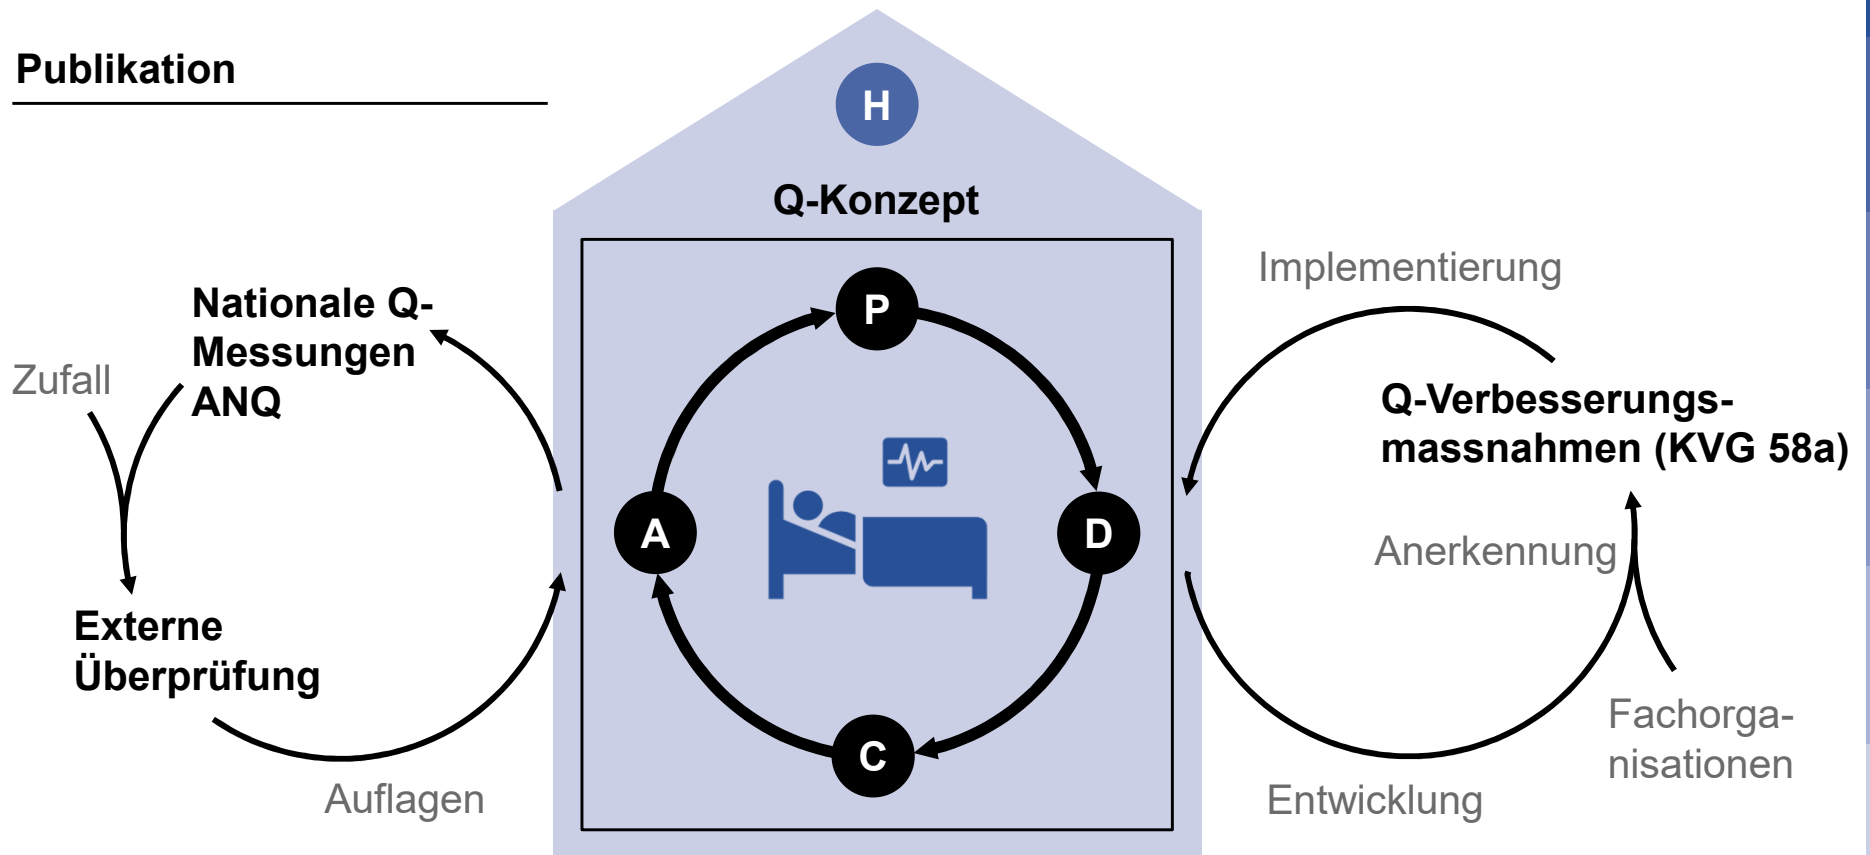 Publikation
H
Q-Konzept
Nationale Q-
Messungen
ANQ
Zufall
Externe
Überprüfung
Auflagen
P
A
D
C
Implementierung
Q-Verbesserungs-
massnahmen (KVG 58a)
Anerkennung
Fachorga-
nisationen
Entwicklung